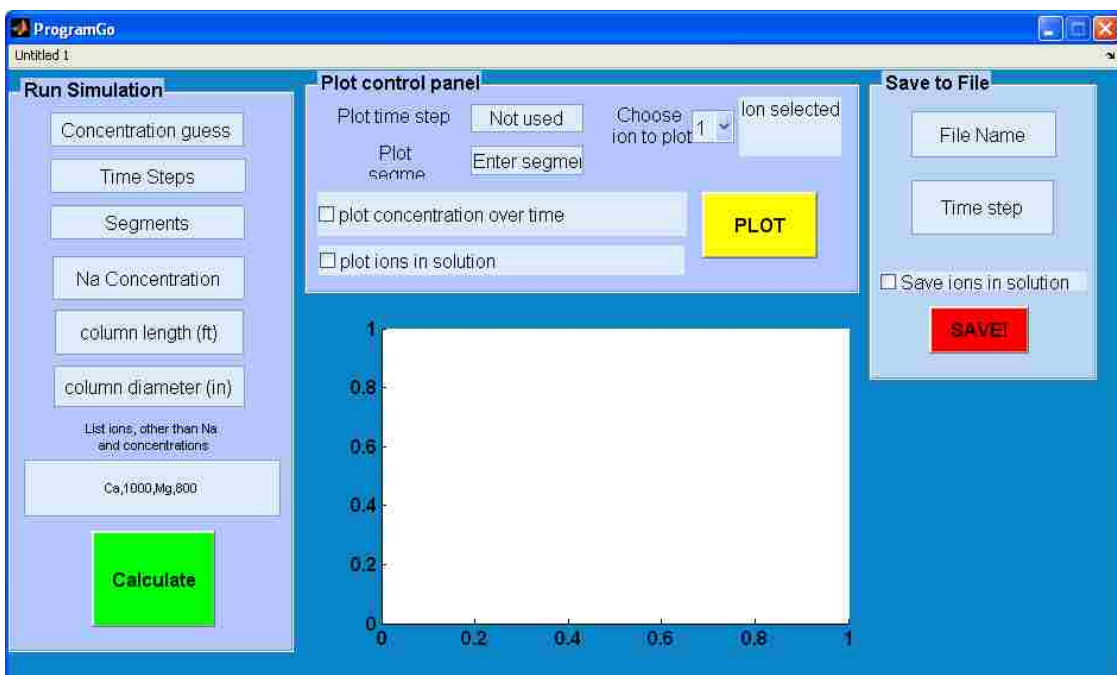 ProgramGo
Untitled 1
Run Simulation
Concentration guess
Time Steps
Segments
Na Concentration
column length (ft)
column diameter (in)
List ions, other than Na
and concentrations
Ca,1000,Mg,800
Calculate
Plot control panel
Plot time step
Not used
Plot
segme
Enter segmei
Choose
ion to plot
1
Ion selected
plot concentration over time
plot ions in solution
PLOT
Save to File
File Name
Time step
Save ions in solution
SAVE!
1
0.8
0.6
0.4
0.2
0
0 0.2 0.4 0.6 0.8 1